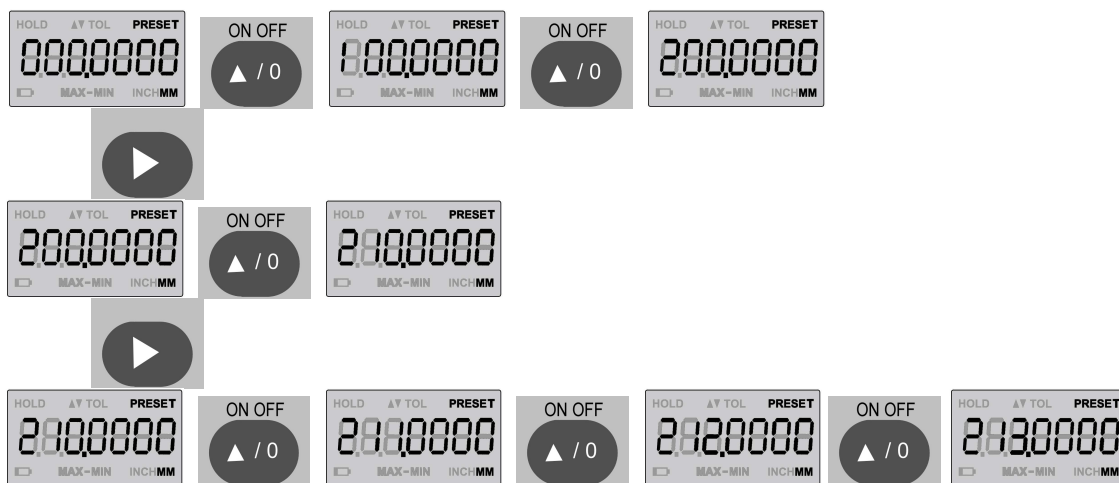 HOLD ▲▼ TOL PRESET
000.0000
MAX-MIN INCH MM
ON OFF
▲ / 0
HOLD ▲▼ TOL PRESET
100.0000
MAX-MIN INCH MM
ON OFF
▲ / 0
HOLD ▲▼ TOL PRESET
200.0000
MAX-MIN INCH MM
HOLD ▲▼ TOL PRESET
200.0000
MAX-MIN INCH MM
ON OFF
▲ / 0
HOLD ▲▼ TOL PRESET
210.0000
MAX-MIN INCH MM
HOLD ▲▼ TOL PRESET
210.0000
MAX-MIN INCH MM
ON OFF
▲ / 0
HOLD ▲▼ TOL PRESET
211.0000
MAX-MIN INCH MM
ON OFF
▲ / 0
HOLD ▲▼ TOL PRESET
212.0000
MAX-MIN INCH MM
ON OFF
▲ / 0
HOLD ▲▼ TOL PRESET
213.0000
MAX-MIN INCH MM